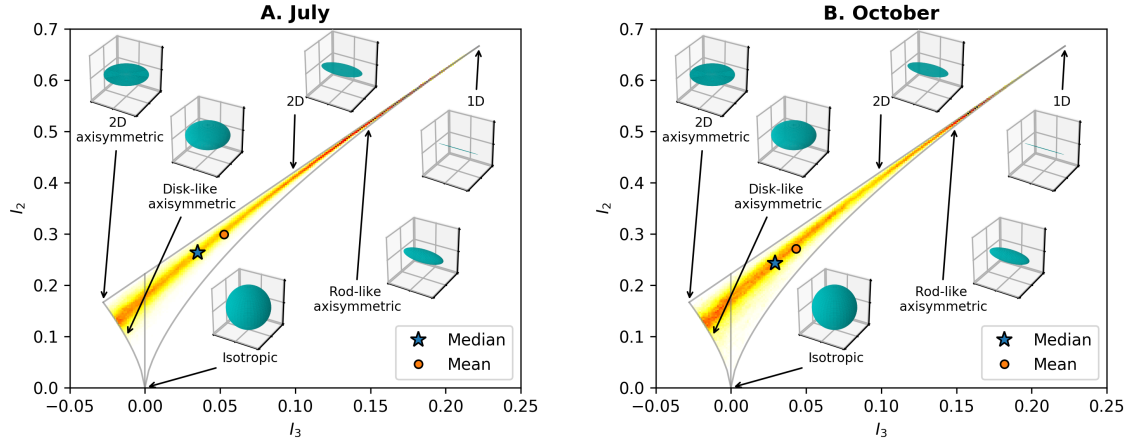 A. July
0.7
0.6
0.5
0.4
0.3
0.2
0.1
0.0
I2
−0.05
0.00
0.05
0.10
0.15
0.20
0.25
I3
2D
axisymmetric
Disk-like
axisymmetric
2D
1D
Rod-like
axisymmetric
Isotropic
Median
Mean
B. October
0.7
0.6
0.5
0.4
0.3
0.2
0.1
0.0
I2
−0.05
0.00
0.05
0.10
0.15
0.20
0.25
I3
2D
axisymmetric
Disk-like
axisymmetric
2D
1D
Rod-like
axisymmetric
Isotropic
Median
Mean